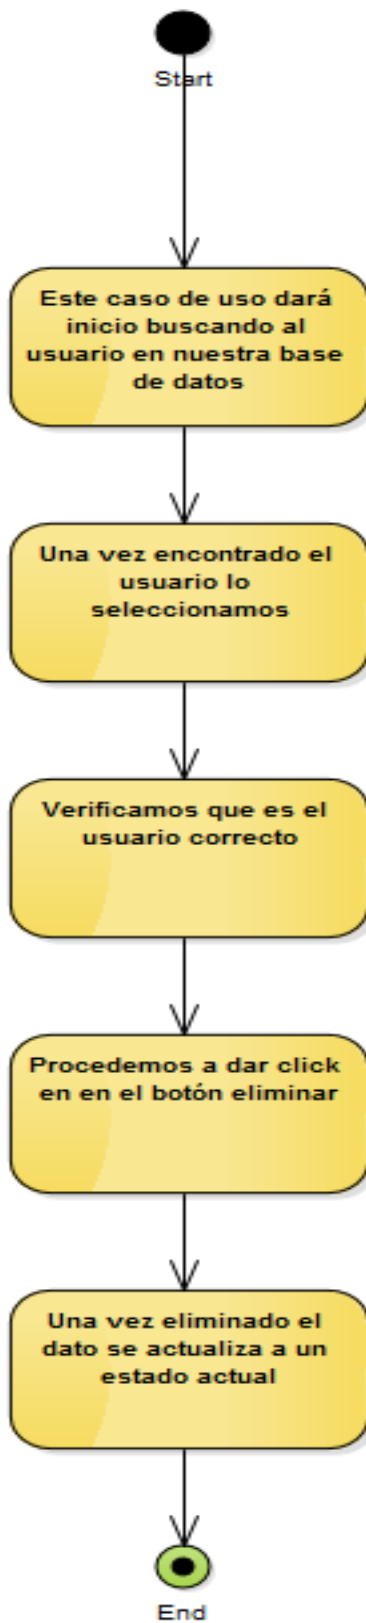 Start
Este caso de uso dará
inicio buscando al
usuario en nuestra base
de datos
Una vez encontrado el
usuario lo
seleccionamos
Verificamos que es el
usuario correcto
Procedemos a dar click
en en el botón eliminar
Una vez eliminado el
dato se actualiza a un
estado actual
End